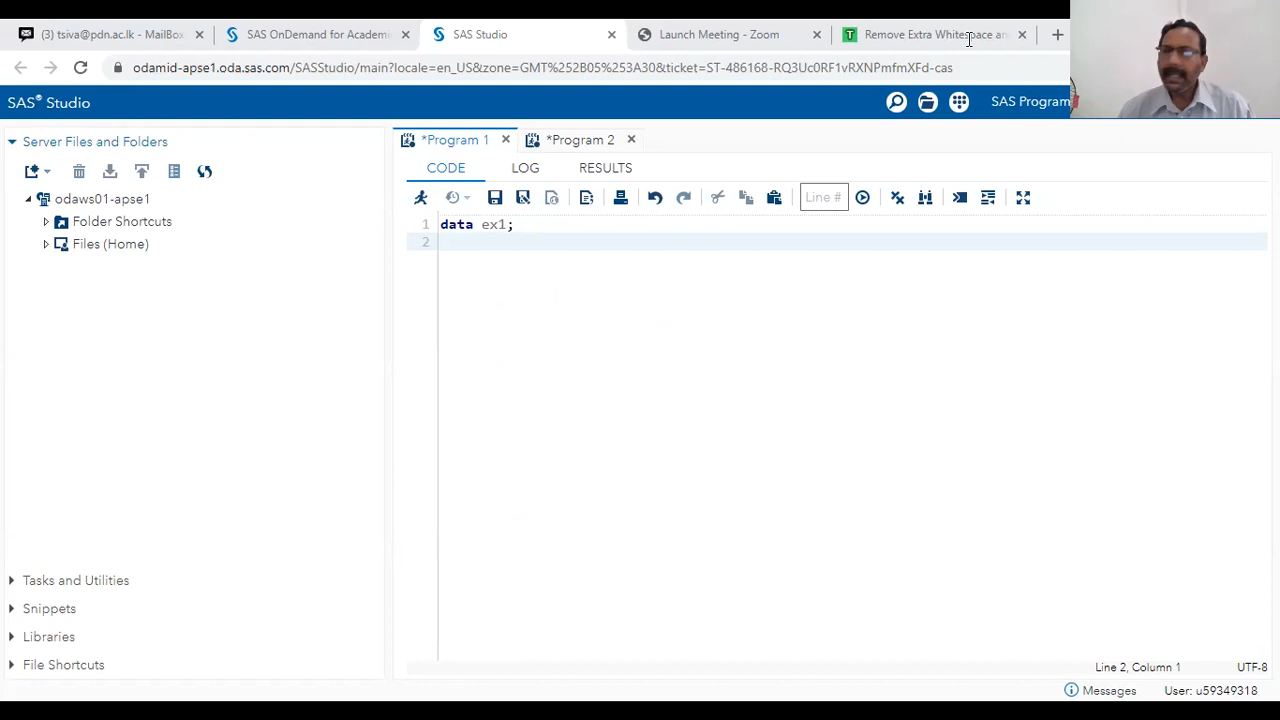 (3) tsiva@pdn.ac.lk - MailBox
SAS OnDemand for Academi
SAS Studio
Launch Meeting - Zoom
Remove Extra Whitespace an
odamid-apse1.oda.sas.com/SASStudio/main?locale=en_US&zone=GMT%252B05%253A30&ticket=ST-486168-RQ3Uc0RF1vRXNPmfmXFd-cas
SAS® Studio
SAS Program
Server Files and Folders
*Program 1
*Program 2
CODE
LOG
RESULTS
Line #
odaws01-apse1
Folder Shortcuts
Files (Home)
1 data ex1;
2
Tasks and Utilities
Snippets
Libraries
File Shortcuts
Line 2, Column 1
UTF-8
Messages
User: u59349318